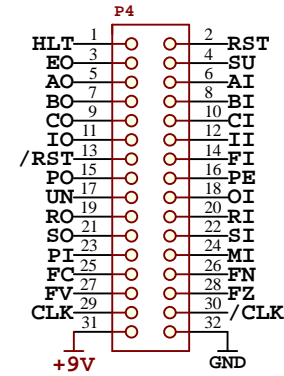 P4
HLT 1 2 RST
EO 3 4 SU
AO 5 6 AI
BO 7 8 BI
CO 9 10 CI
IO 11 12 II
/RST 13 14 FI
PO 15 16 PE
UN 17 18 OI
RO 19 20 RI
SO 21 22 SI
PI 23 24 MI
FC 25 26 FN
FV 27 28 FZ
CLK 29 30 /CLK
31 32
+9V GND